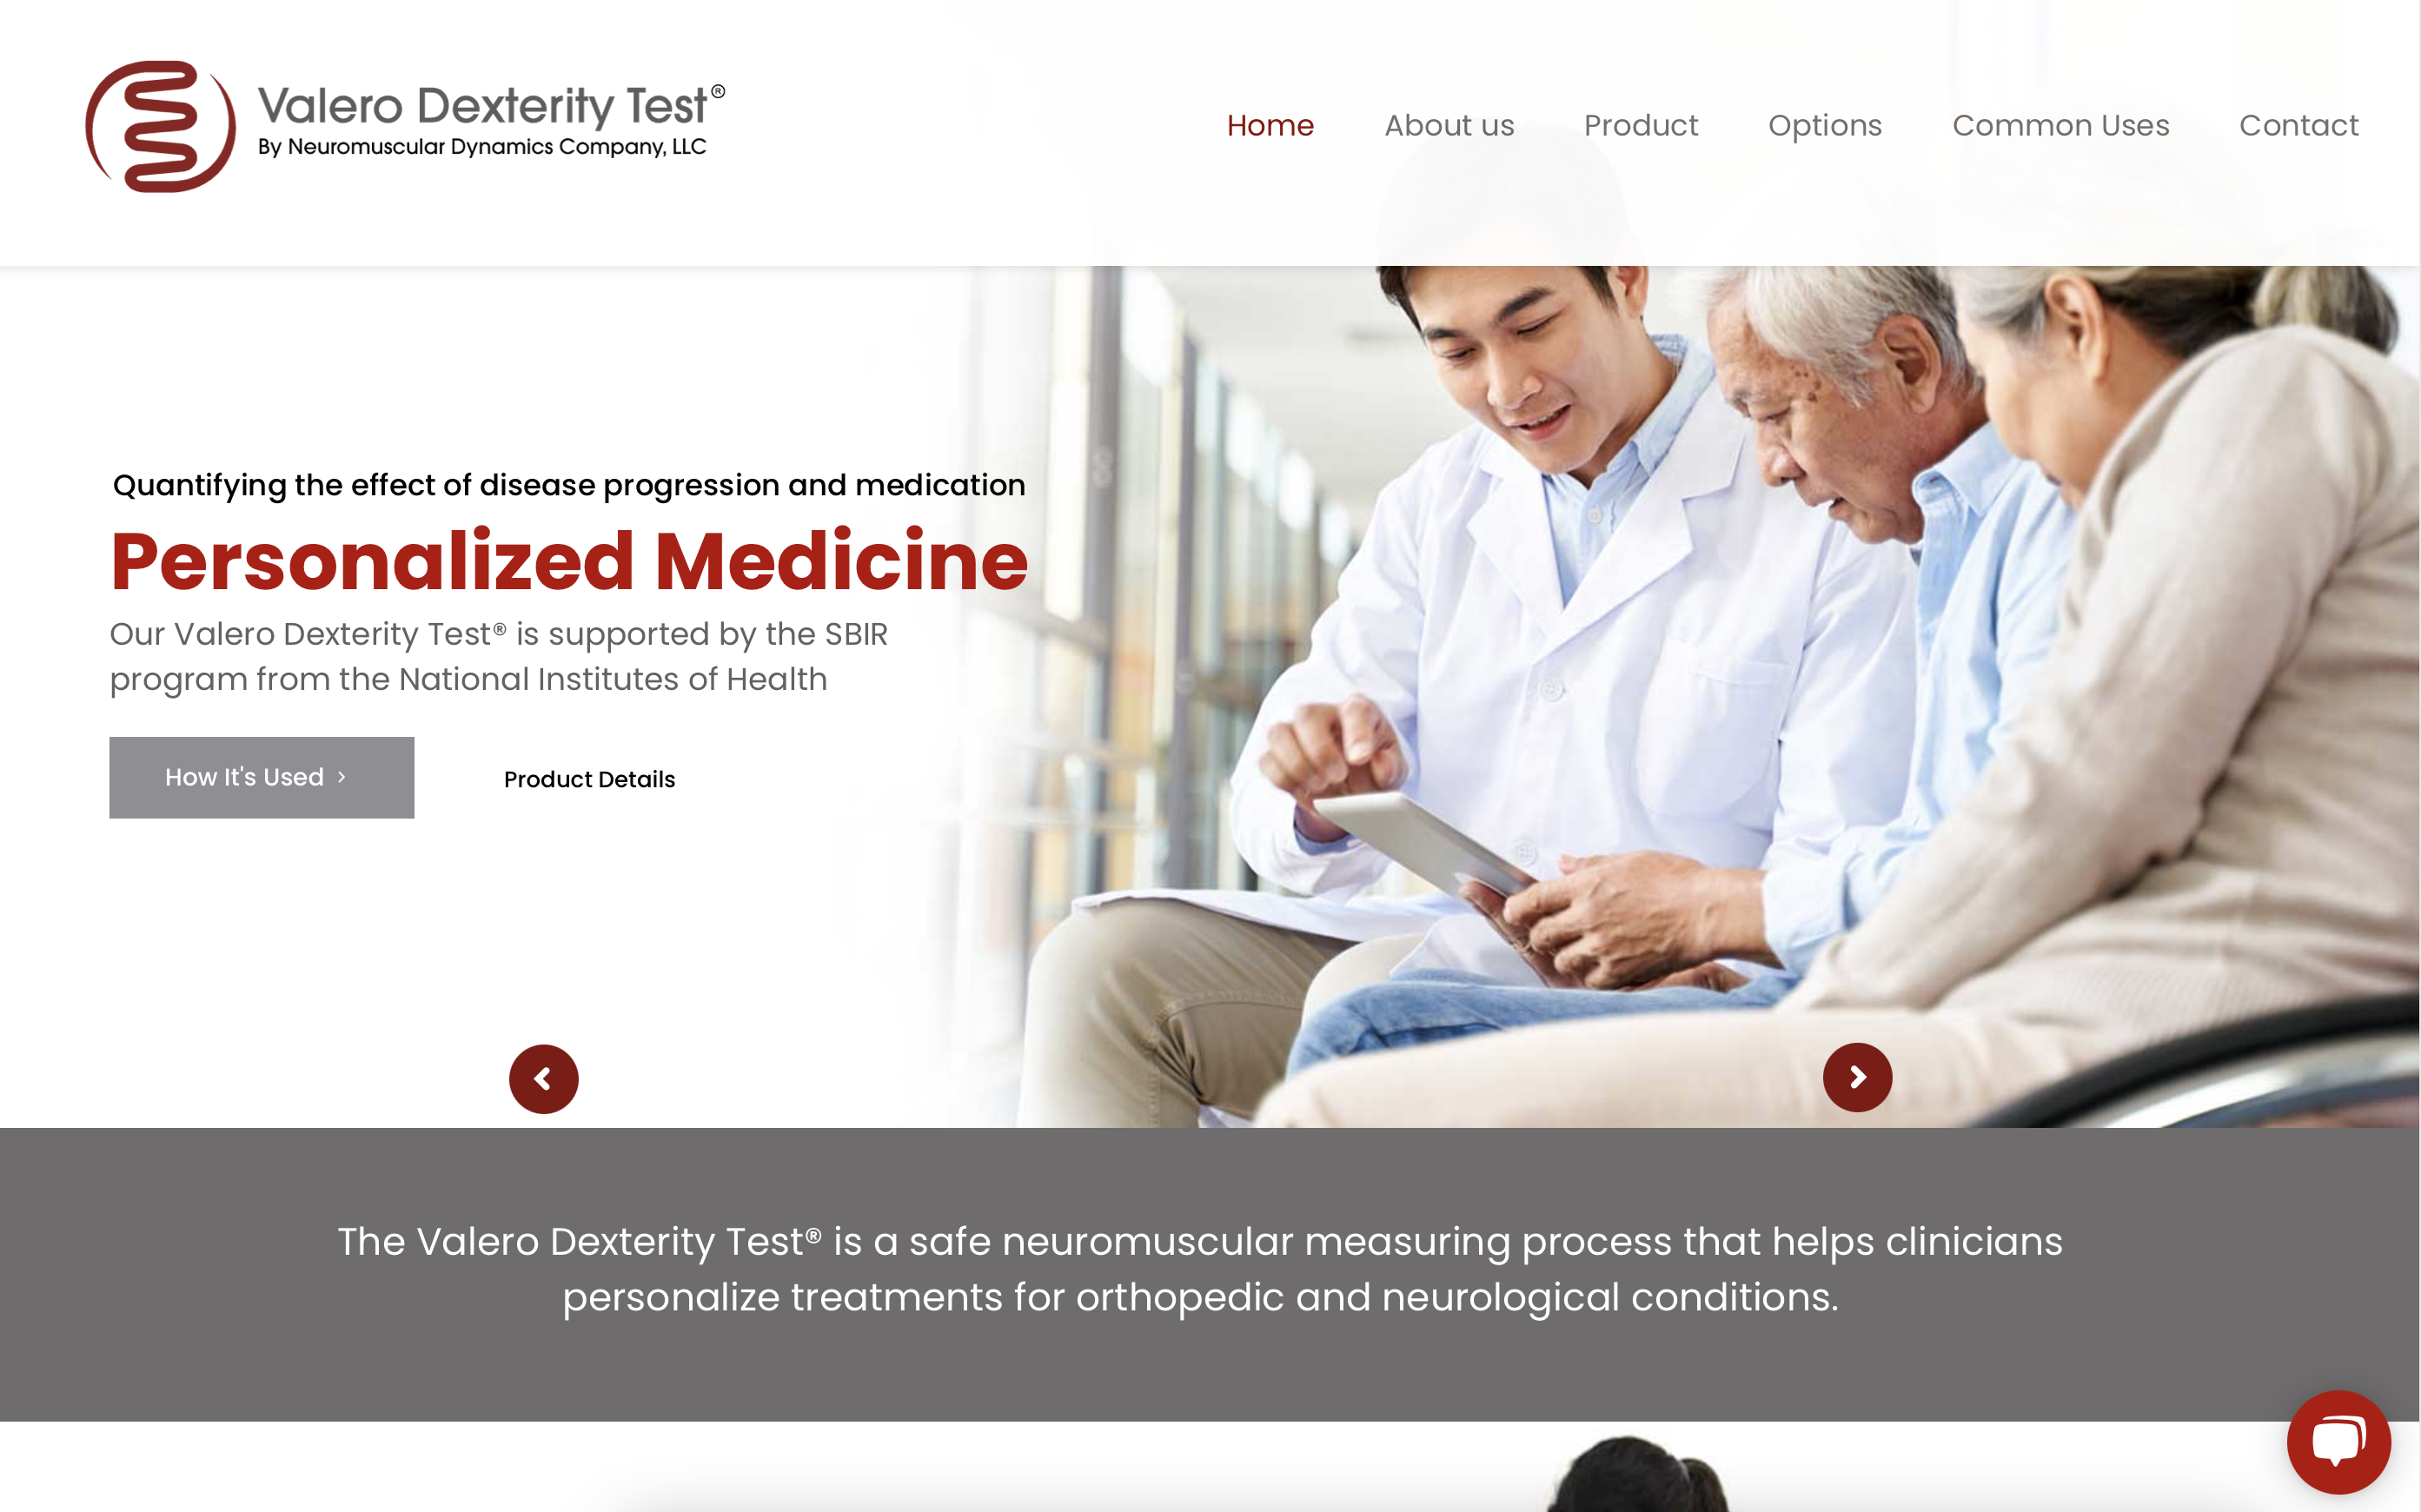 Valero Dexterity Test®
By Neuromuscular Dynamics Company, LLC
Home
About us
Product
Options
Common Uses
Contact
Quantifying the effect of disease progression and medication
Personalized Medicine
Our Valero Dexterity Test® is supported by the SBIR
program from the National Institutes of Health
How It's Used
Product Details
The Valero Dexterity Test® is a safe neuromuscular measuring process that helps clinicians
personalize treatments for orthopedic and neurological conditions.